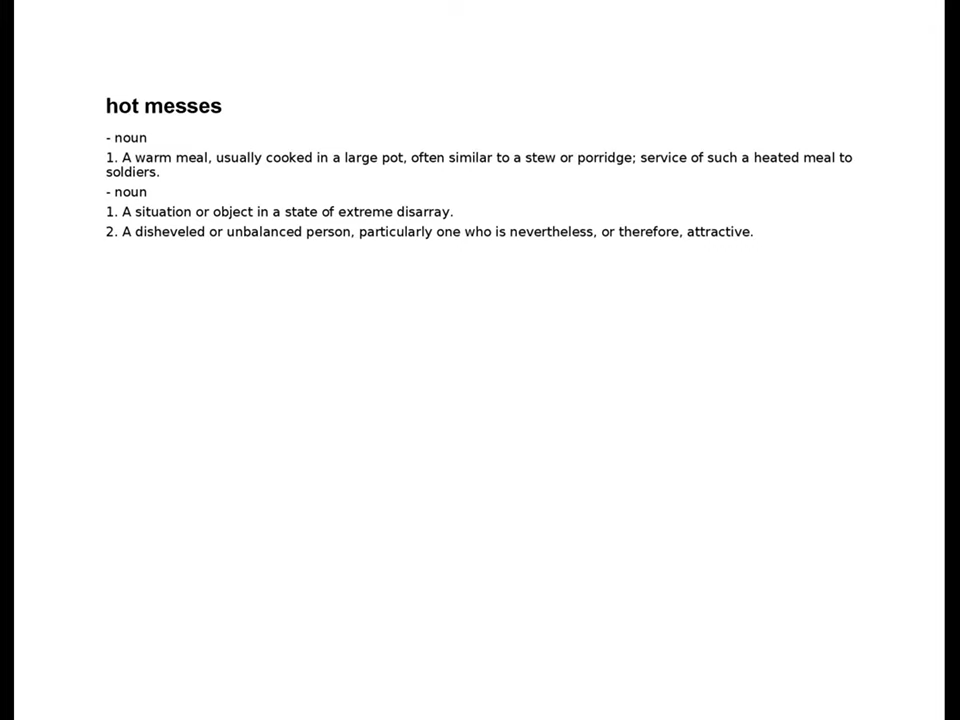 hot messes
- noun
1. A warm meal, usually cooked in a large pot, often similar to a stew or porridge; service of such a heated meal to
soldiers.
- noun
1. A situation or object in a state of extreme disarray.
2. A disheveled or unbalanced person, particularly one who is nevertheless, or therefore, attractive.